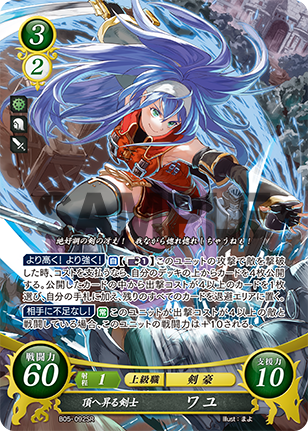 3
2
絶好調の剣の冴え! 我ながら惚れ惚れしちゃうねぇ!
より高く!より強く! 自 【 3】このユニットの攻撃で敵を撃破
した時、コストを支払うなら、自分のデッキの上からカードを4枚公開
する。公開したカードの中から出撃コストが4以上のカードを1枚
選び、自分の手札に加え、残りのすべてのカードを退避エリアに置く。
相手に不足なし! 常 このユニットが出撃コストが4以上の敵と
戦闘している場合、このユニットの戦闘力は+10される。
戦闘力
60
射程
1
上級職
剣豪
支援力
10
頂へ昇る剣士
ワユ
B05-092SR
Illust:まよ